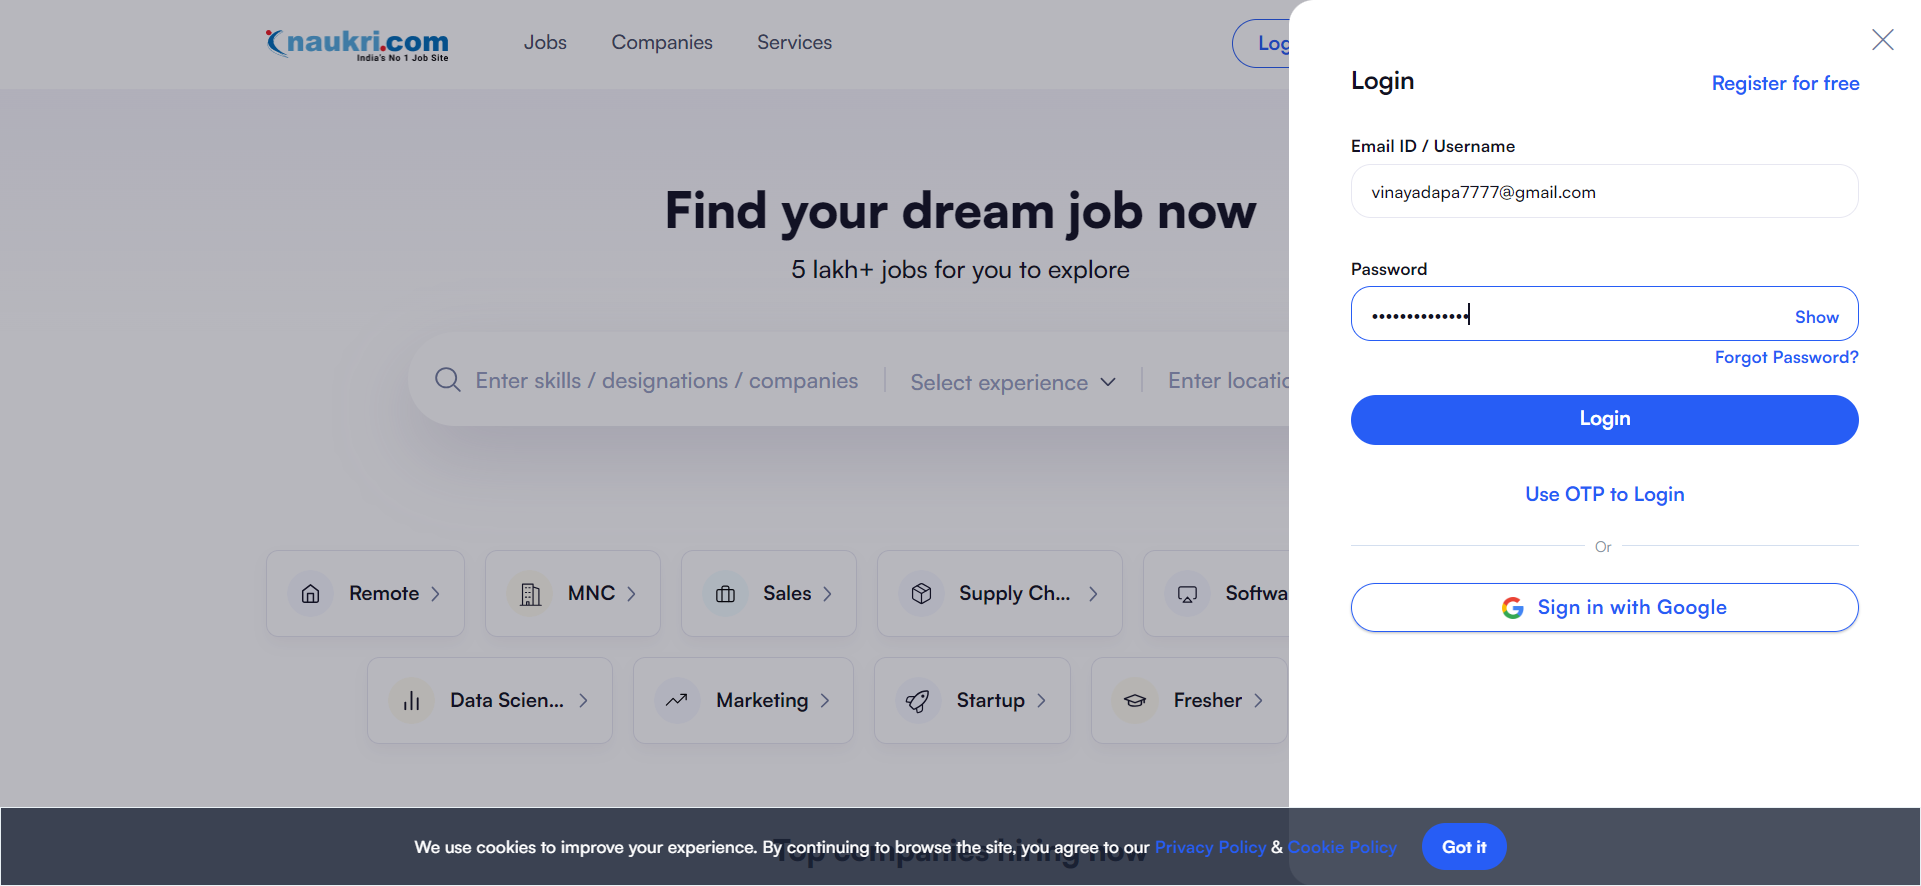 naukri.com
India's No 1 Job Site
Jobs
Companies
Services
Log
Find your dream job now
5 lakh+ jobs for you to explore
Enter skills / designations / companies
Select experience
Enter locatio
Remote
MNC
Sales
Supply Ch...
Softwa
Data Scien...
Marketing
Startup
Fresher
Top companies hiring now
Login
Register for free
Email ID / Username
vinayadapa7777@gmail.com
Password
••••••••••••••
Show
Forgot Password?
Login
Use OTP to Login
Or
Sign in with Google
We use cookies to improve your experience. By continuing to browse the site, you agree to our Privacy Policy & Cookie Policy
Got it